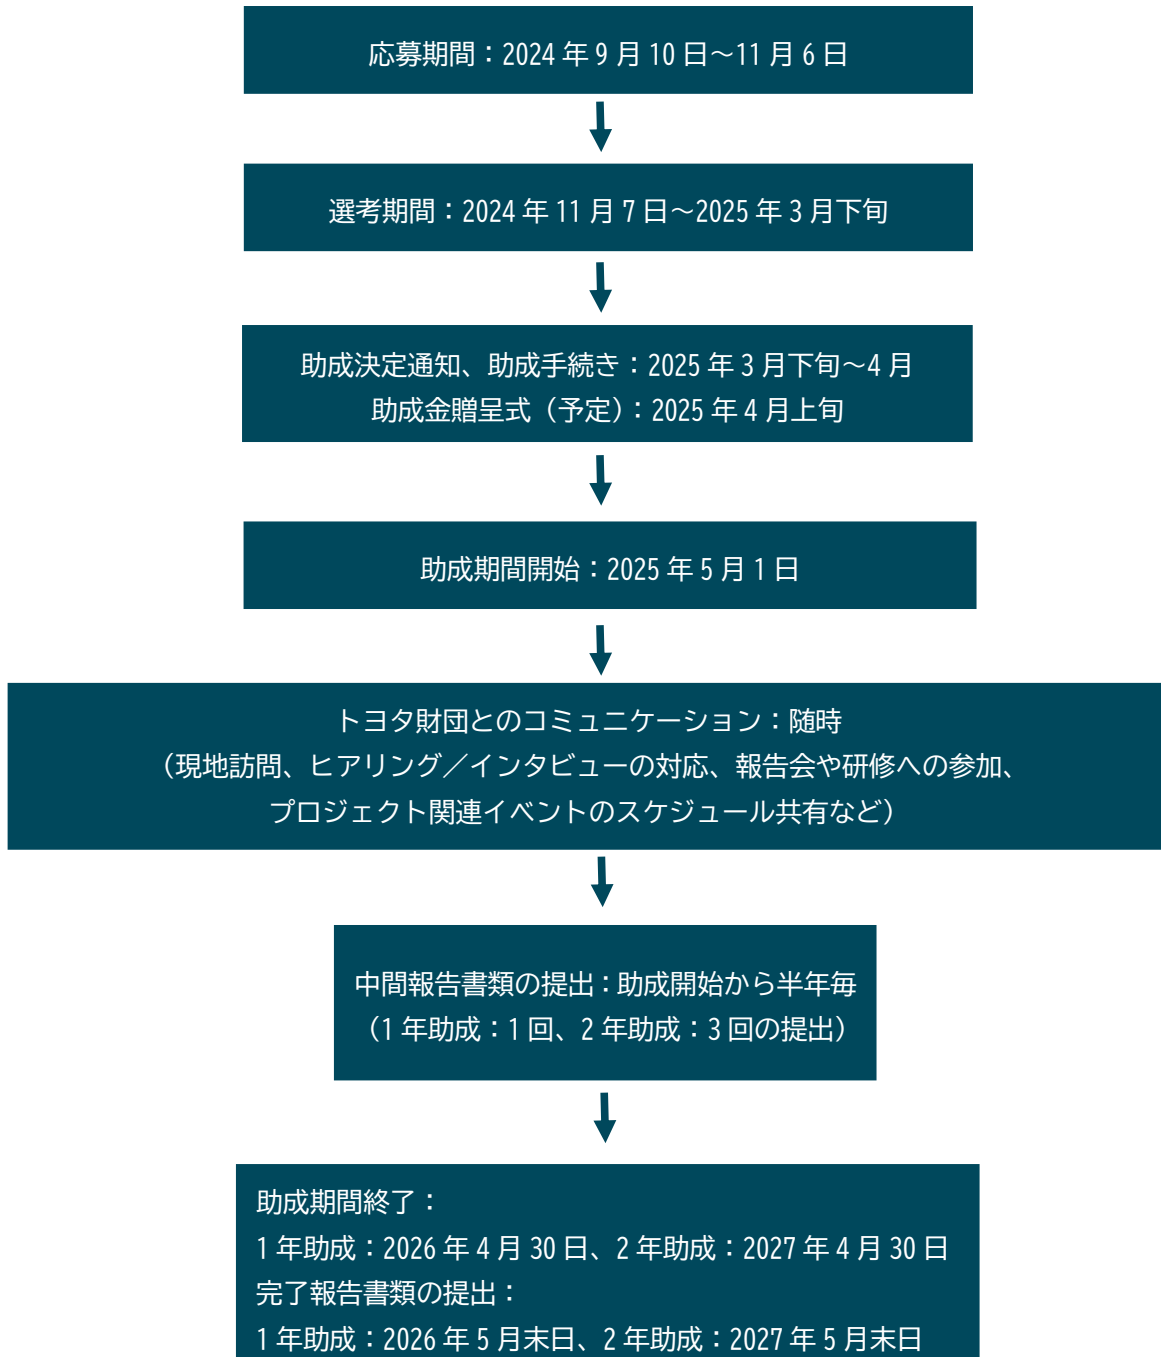 応募期間：2024年9月10日～11月6日
選考期間：2024年11月7日～2025年3月下旬
助成決定通知、助成手続き：2025年3月下旬～4月
助成金贈呈式（予定）：2025年4月上旬
助成期間開始：2025年5月1日
トヨタ財団とのコミュニケーション：随時
（現地訪問、ヒアリング／インタビューの対応、報告会や研修への参加、
プロジェクト関連イベントのスケジュール共有など）
中間報告書類の提出：助成開始から半年毎
（1年助成：1回、2年助成：3回の提出）
助成期間終了：
1年助成：2026年4月30日、2年助成：2027年4月30日
完了報告書類の提出：
1年助成：2026年5月末日、2年助成：2027年5月末日